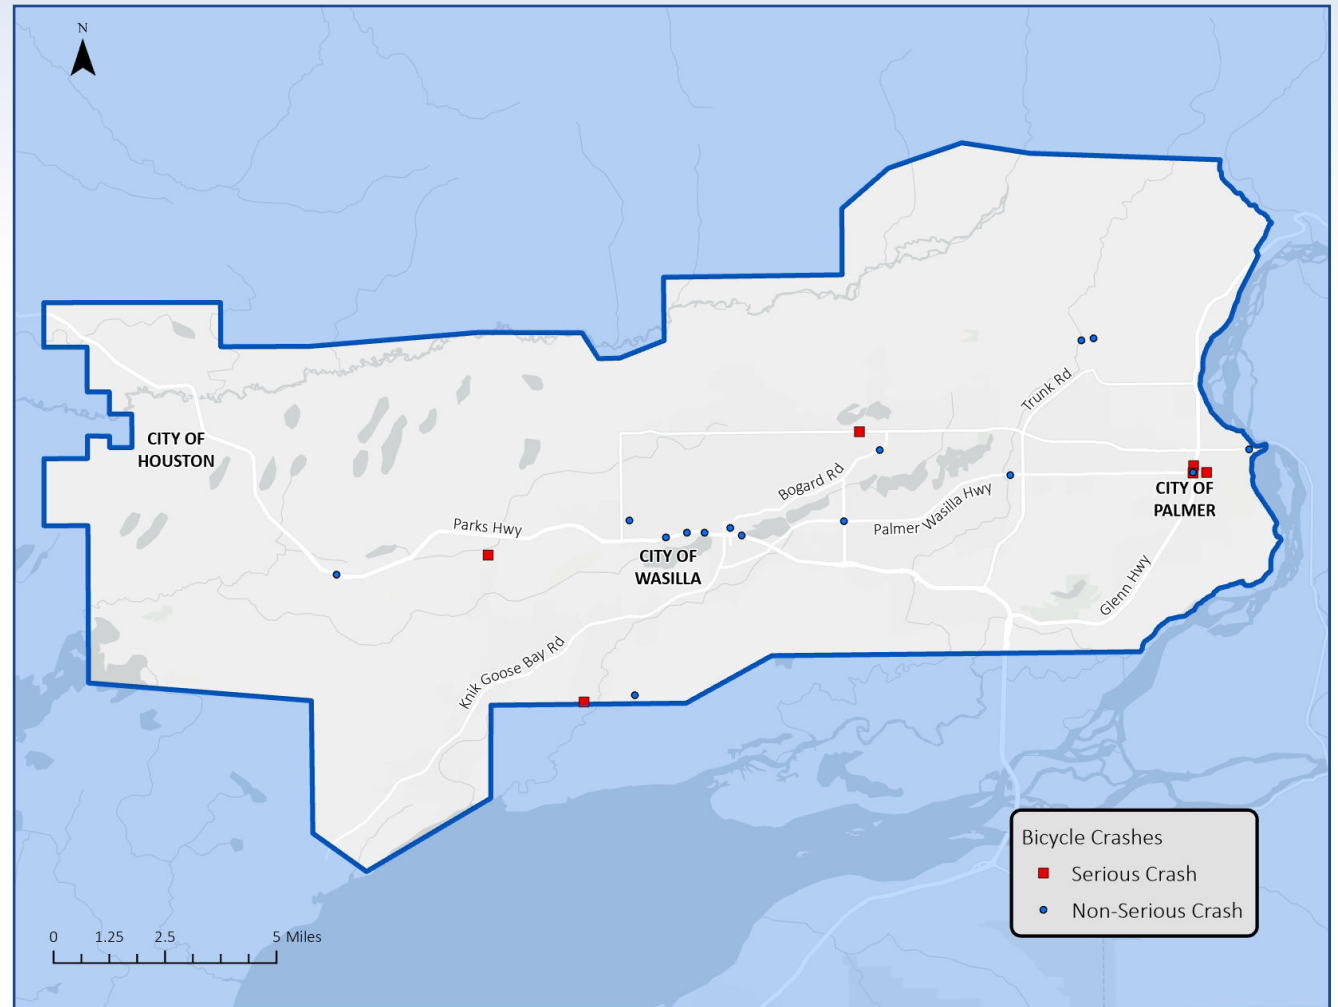 N
CITY OF
HOUSTON
Trunk Rd
Bogard Rd
Palmer Wasilla Hwy
CITY OF
PALMER
Parks Hwy
CITY OF
WASILLA
Glenn Hwy
Knik Goose Bay Rd
Bicycle Crashes
Serious Crash
Non-Serious Crash
0 1.25 2.5 5 Miles